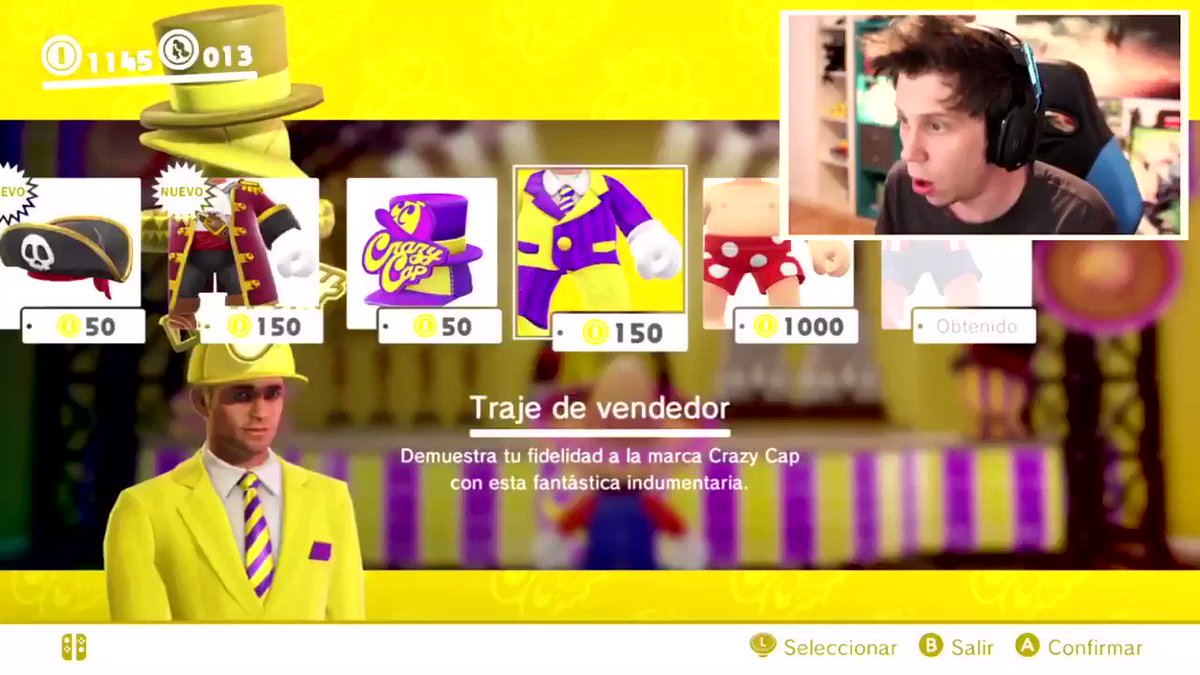 1145 013
EVO
NUEVO
Crazy
Cap
50
150
50
150
1000
Obtenido
Traje de vendedor
Demuestra tu fidelidad a la marca Crazy Cap
con esta fantástica indumentaria.
L Seleccionar B Salir A Confirmar